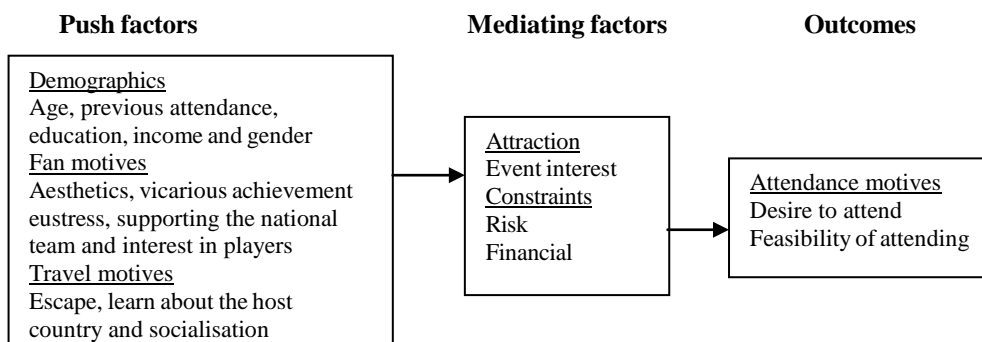 Push factors
Demographics
Age, previous attendance,
education, income and gender
Fan motives
Aesthetics, vicarious achievement
eustress, supporting the national
team and interest in players
Travel motives
Escape, learn about the host
country and socialisation
Mediating factors
Attraction
Event interest
Constraints
Risk
Financial
Outcomes
Attendance motives
Desire to attend
Feasibility of attending